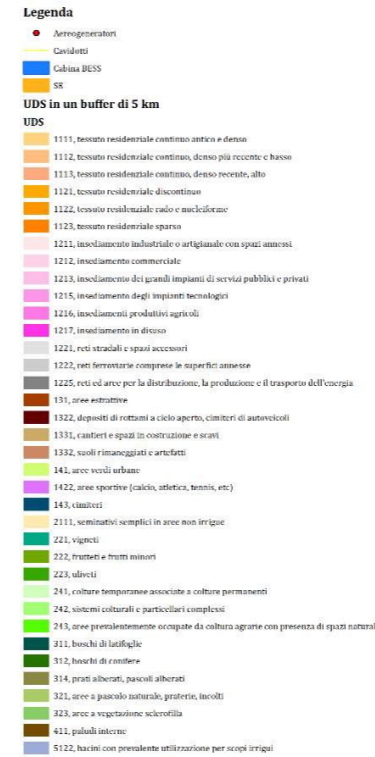 Legenda
Aereogeneratori
Cavidotti
Cabina BESS
SE
UDS in un buffer di 5 km
UDS
1111, tessuto residenziale continuo antico e denso
1112, tessuto residenziale continuo, denso più recente e basso
1113, tessuto residenziale continuo, denso recente, alto
1121, tessuto residenziale discontinuo
1122, tessuto residenziale rado e nucleiforme
1123, tessuto residenziale sparso
1211, insediamento industriale o artigianale con spazi annessi
1212, insediamento commerciale
1213, insediamento dei grandi impianti di servizi pubblici e privati
1215, insediamento degli impianti tecnologici
1216, insediamenti produttivi agricoli
1217, insediamento in disuso
1221, reti stradali e spazi accessori
1222, reti ferroviarie comprese le superfici annesse
1225, reti ed aree per la distribuzione, la produzione e il trasporto dell'energia
131, aree estrattive
1322, depositi di rottami a cielo aperto, cimiteri di autoveicoli
1331, cantieri e spazi in costruzione e scavi
1332, suoli rimaneggiati e artefatti
141, aree verdi urbane
1422, aree sportive (calcio, atletica, tennis, etc)
143, cimiteri
2111, seminativi semplici in aree non irrigue
221, vigneti
222, frutteti e frutti minori
223, uliveti
241, colture temporanee associate a colture permanenti
242, sistemi colturali e particellari complessi
243, aree prevalentemente occupate da coltura agrarie con presenza di spazi natural
311, boschi di latifoglie
312, boschi di conifere
314, prati alberati, pascoli alberati
321, aree a pascolo naturale, praterie, incolti
323, aree a vegetazione sclerofilla
411, paludi interne
5122, bacini con prevalente utilizzazione per scopi irrigui